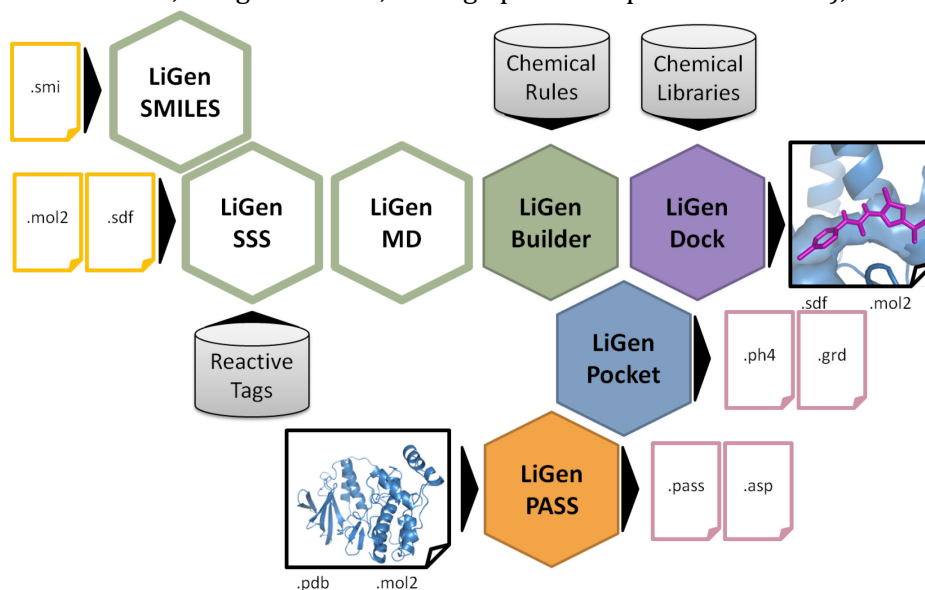 .smi
LiGen
SMILES
Chemical
Rules
Chemical
Libraries
.mol2
.sdf
LiGen
SSS
LiGen
MD
LiGen
Builder
LiGen
Dock
.sdf
.mol2
Reactive
Tags
LiGen
Pocket
.ph4
.grd
LiGen
PASS
.pass
.asp
.pdb
.mol2